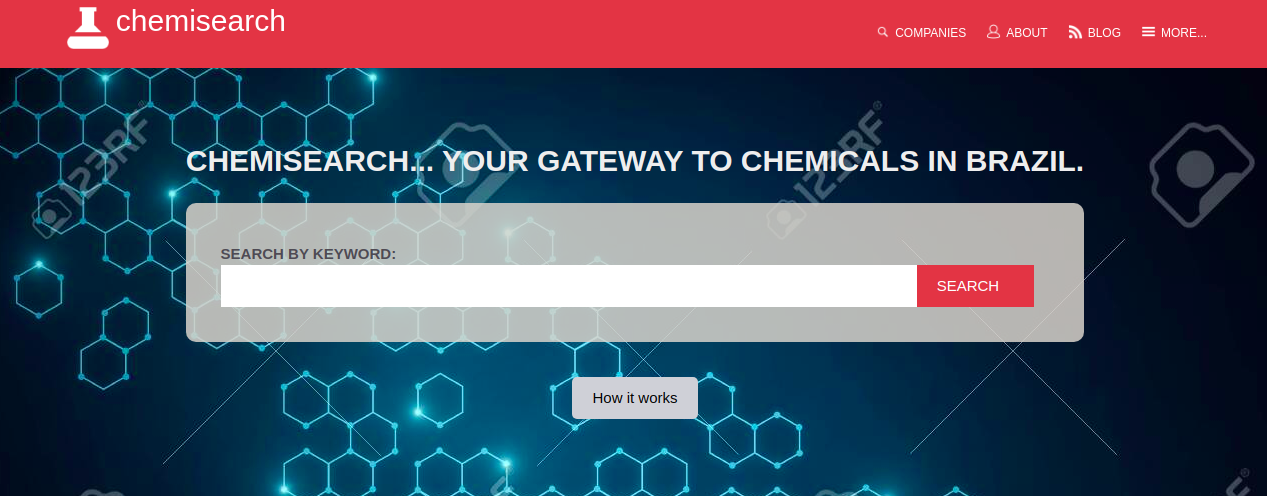 chemisearch
COMPANIES ABOUT BLOG MORE...
123RF 123RF
CHEMISEARCH... YOUR GATEWAY TO CHEMICALS IN BRAZIL.
SEARCH BY KEYWORD:
SEARCH
How it works